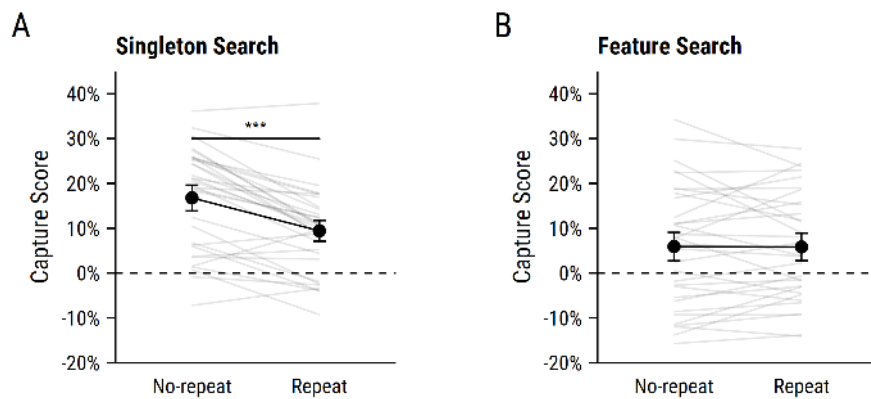 A
Singleton Search
Capture Score
40%
30%
20%
10%
0%
-10%
-20%
***
No-repeat Repeat
B
Feature Search
Capture Score
40%
30%
20%
10%
0%
-10%
-20%
No-repeat Repeat